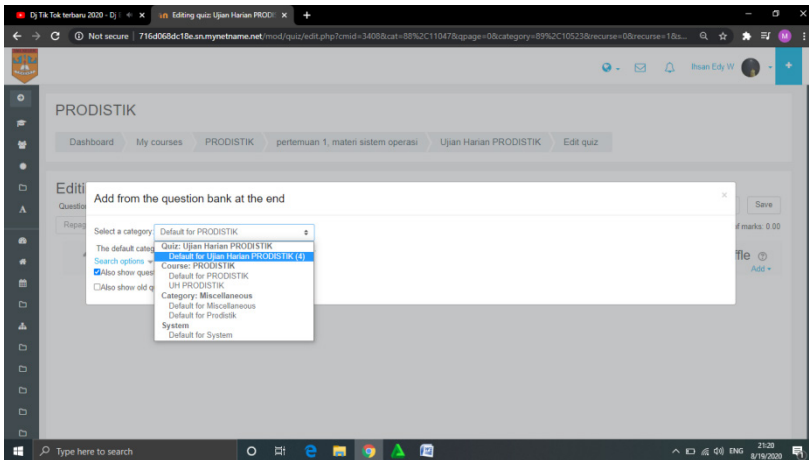 Dj Tik Tok terbaru 2020 - Dj I
Editing quiz: Ujian Harian PRODI
Not secure | 716d068dc18e.sn.mynetname.net/mod/quiz/edit.php?cmid=3408&cat=88%2C11047&qpage=0&category=89%2C10523&recurse=0&recurse=1&s...
M
Ihsan Edy W
PRODISTIK
Dashboard
My courses
PRODISTIK
pertemuan 1, materi sistem operasi
Ujian Harian PRODISTIK
Edit quiz
Editi
Add from the question bank at the end
Questio
Save
Rapag
Select a category:
Default for PRODISTIK
of marks: 0.00
The default categ
Quiz: Ujian Harian PRODISTIK
ffle
Search options
Default for Ujian Harian PRODISTIK (4)
Add
Also show quest
Course: PRODISTIK
Default for PRODISTIK
Also show old q
UH PRODISTIK
Category: Miscellaneous
Default for Miscellaneous
Default for Prodistik
System
Default for System
A
Type here to search
ENG
21:20
8/19/2020